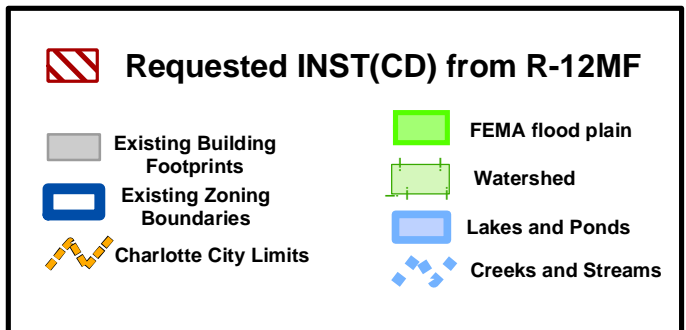 Requested INST(CD) from R-12MF
Existing Building
Footprints
Existing Zoning
Boundaries
Charlotte City Limits
FEMA flood plain
Watershed
Lakes and Ponds
Creeks and Streams